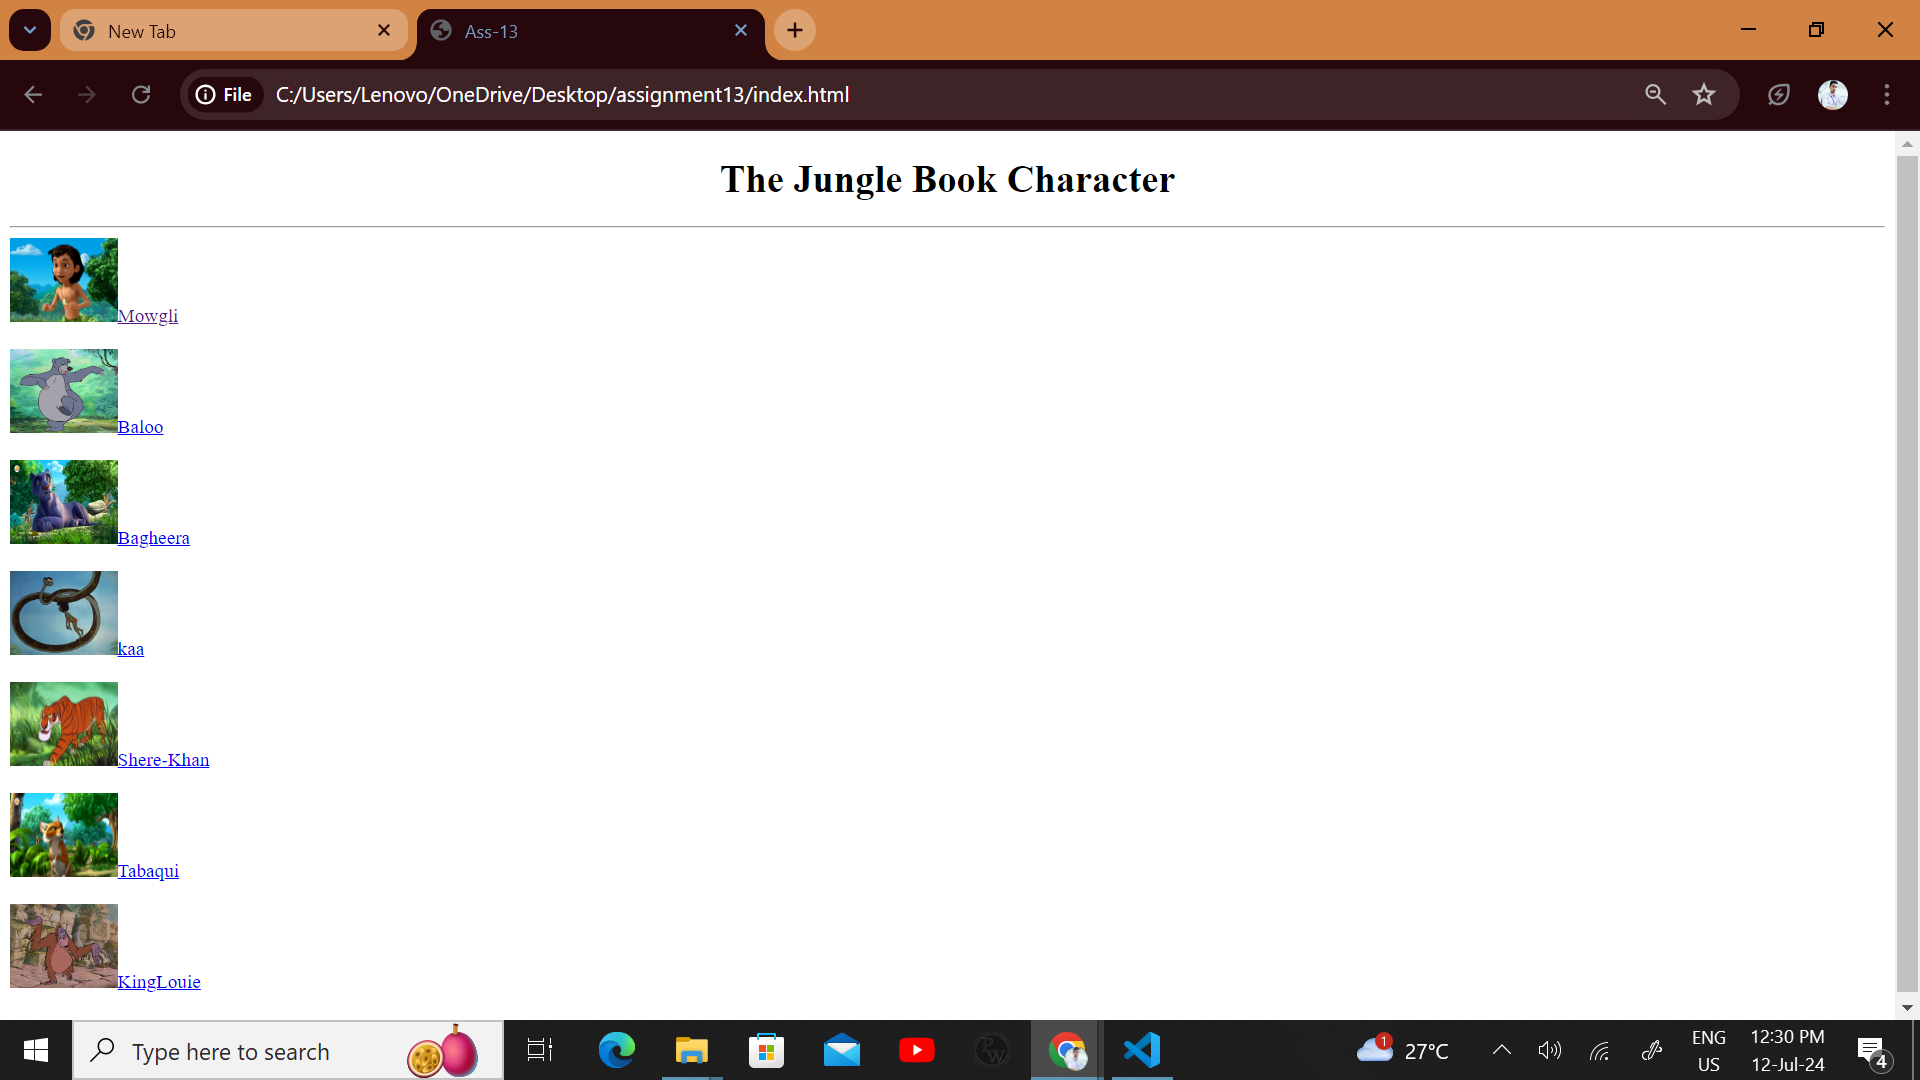 New Tab
Ass-13
File
C:/Users/Lenovo/OneDrive/Desktop/assignment13/index.html
The Jungle Book Character
Mowgli
Baloo
Bagheera
kaa
Shere-Khan
Tabaqui
KingLouie
Type here to search
PW
1
27°C
ENG
US
12:30 PM
12-Jul-24
4